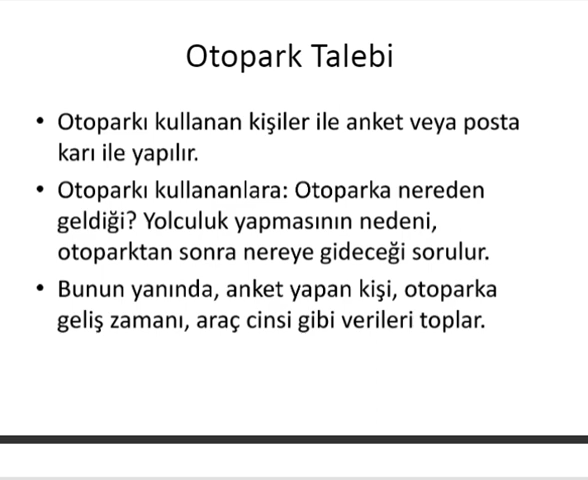 Otopark Talebi
• Otoparkı kullanan kişiler ile anket veya posta
karı ile yapılır.
• Otoparkı kullananlara: Otoparka nereden
geldiği? Yolculuk yapmasının nedeni,
otoparktan sonra nereye gideceği sorulur.
• Bunun yanında, anket yapan kişi, otoparka
geliş zamanı, araç cinsi gibi verileri toplar.